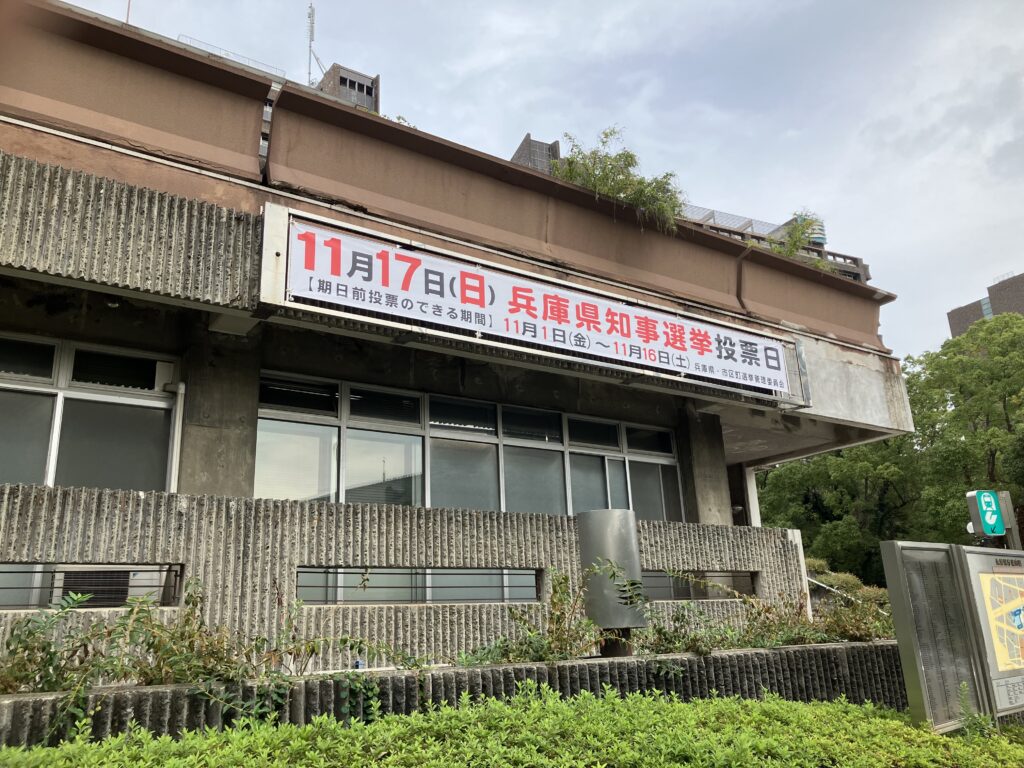 11月17日(日) 兵庫県知事選挙投票日
【期日前投票のできる期間】 11月1日(金) ～11月16日(土) 兵庫県・市区町選挙管理委員会